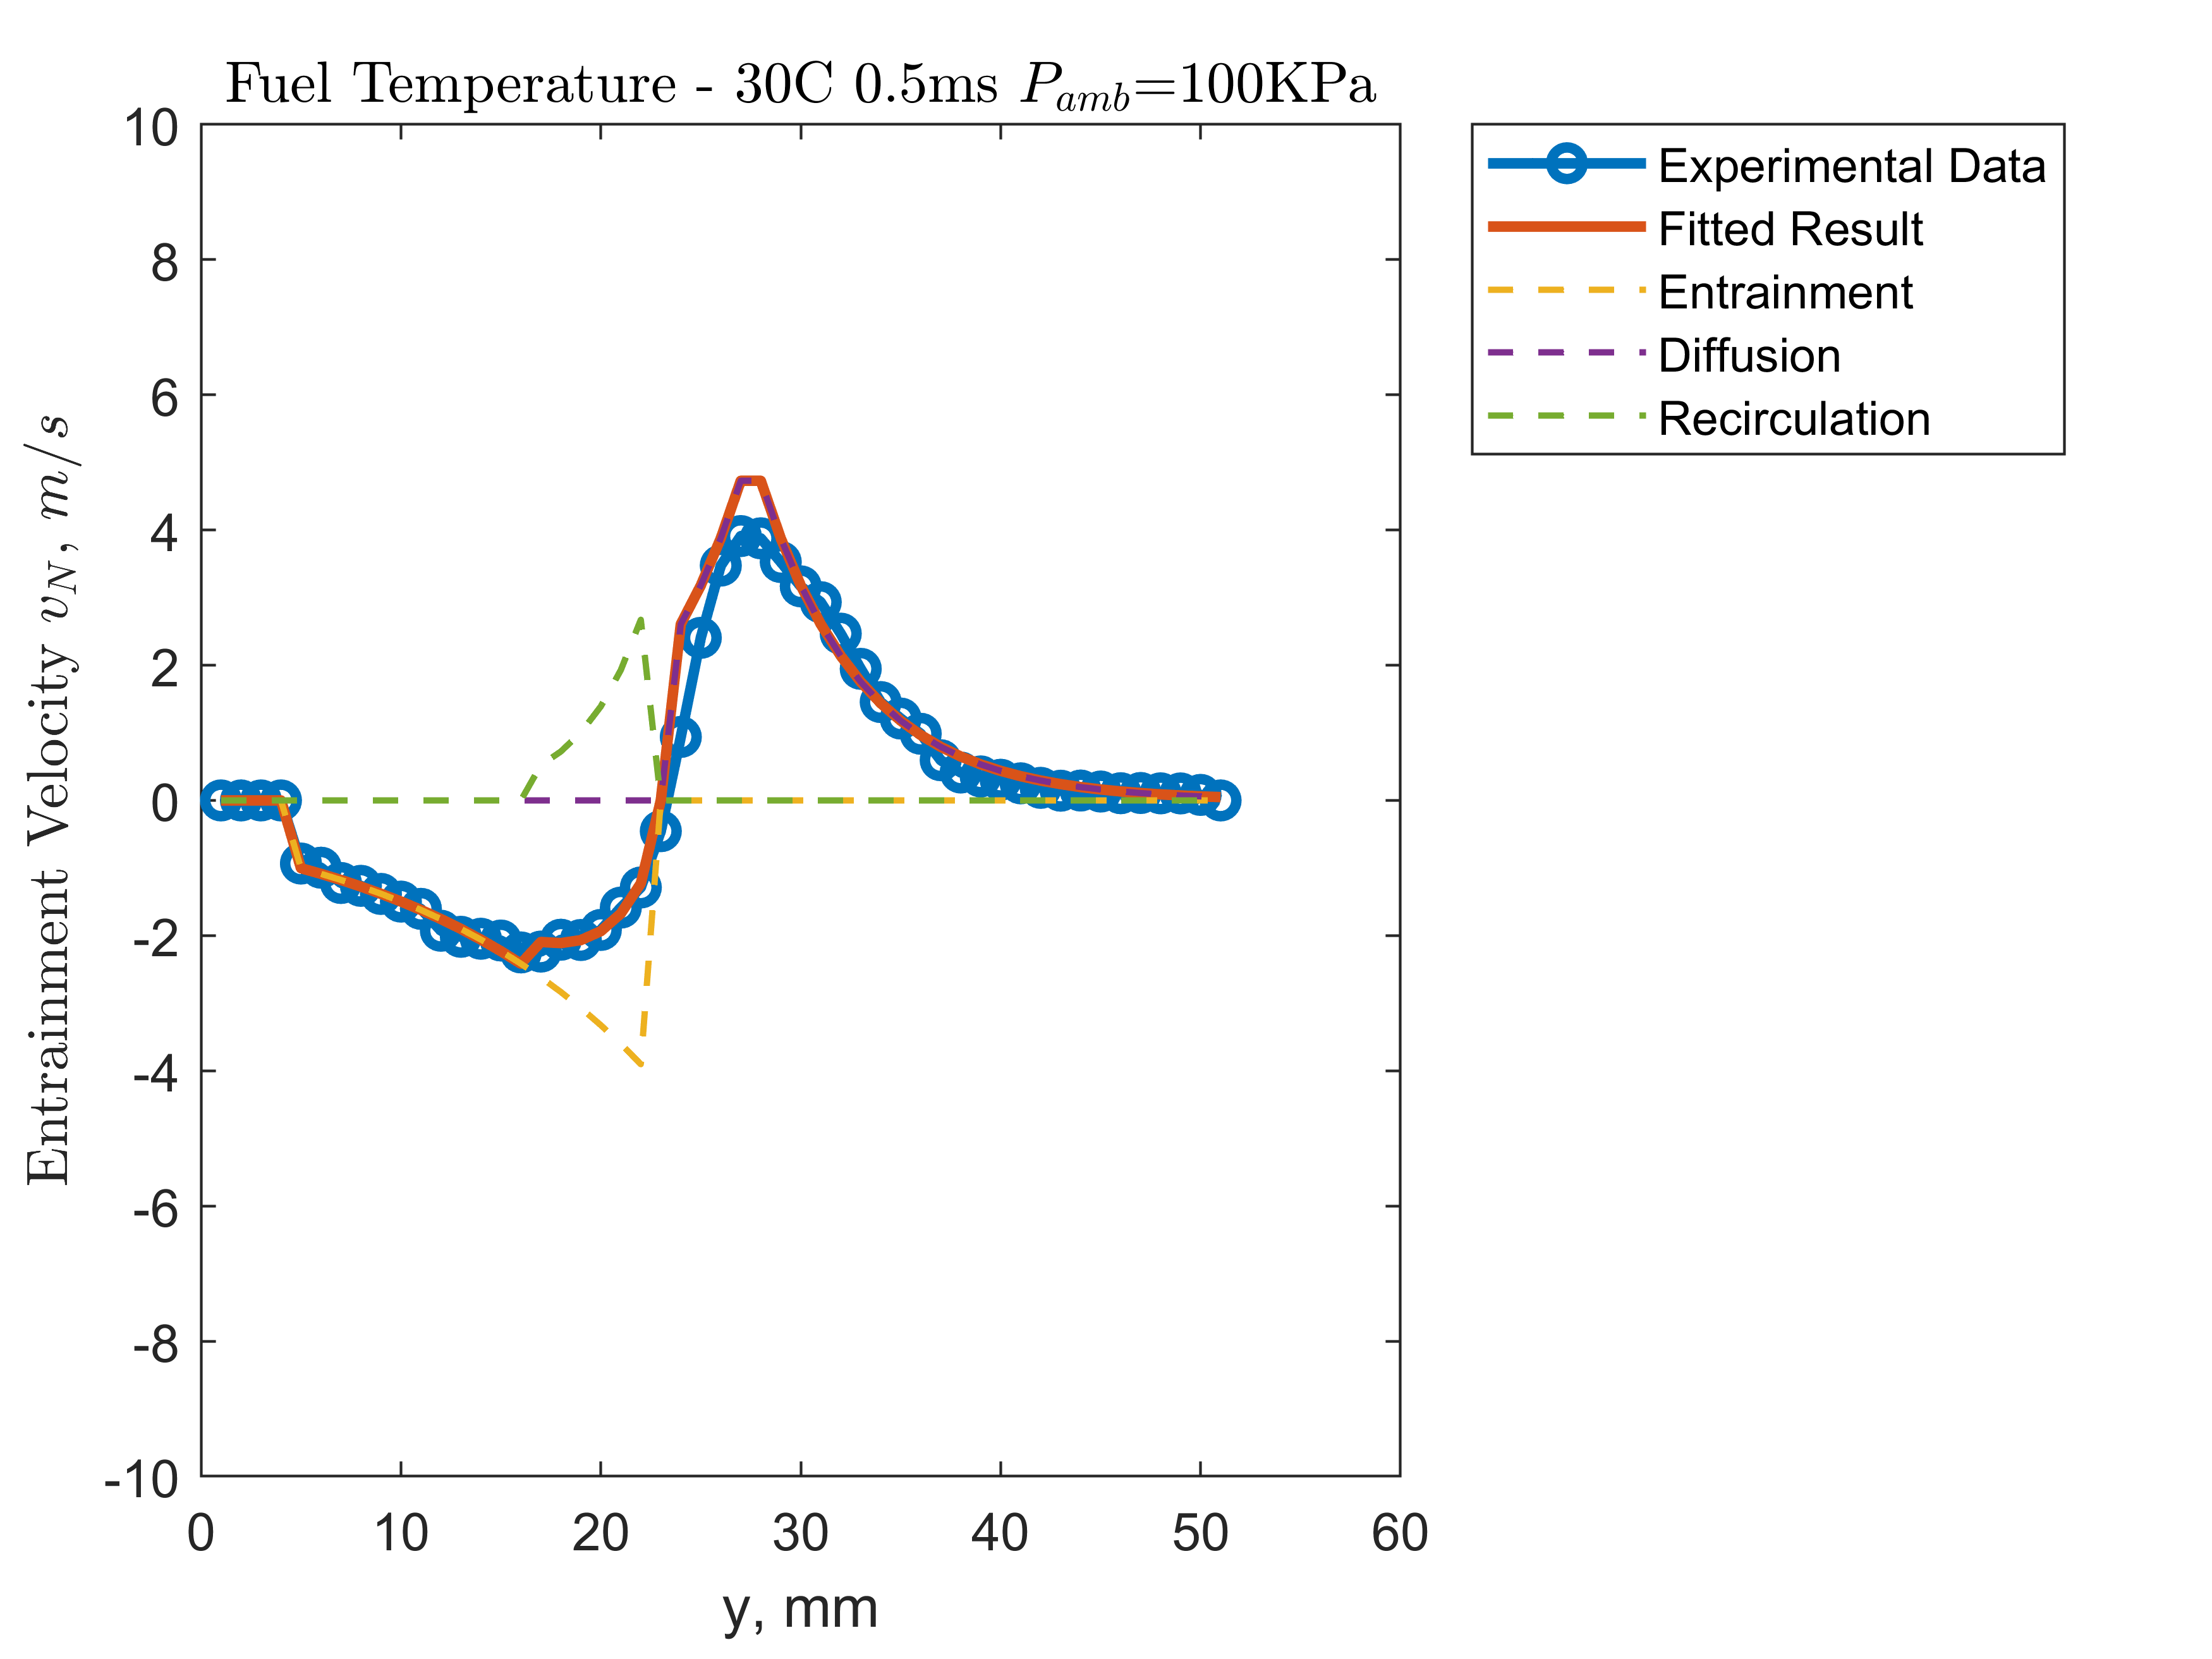 Fuel Temperature - 30C 0.5ms P_amb=100KPa
Experimental Data
Fitted Result
Entrainment
Diffusion
Recirculation
Entrainment Velocity v_N, m/s
10
8
6
4
2
0
-2
-4
-6
-8
-10
0 10 20 30 40 50 60
y, mm